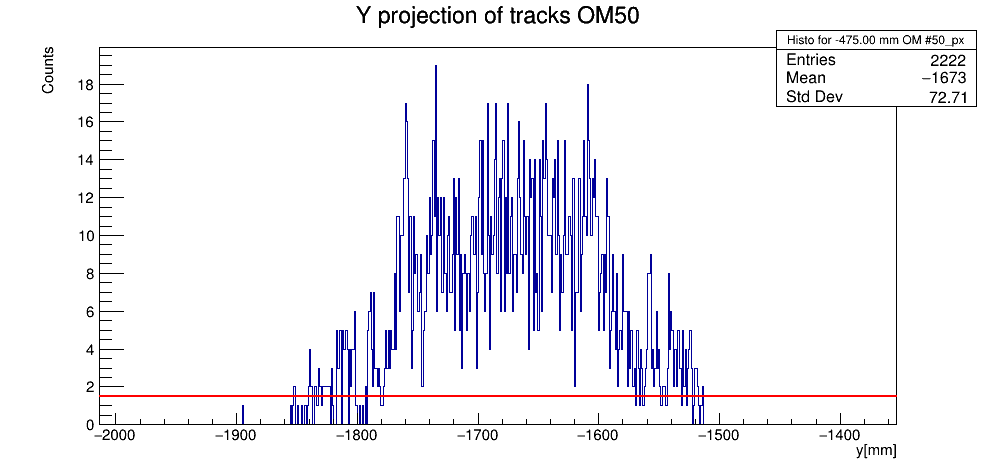 Y projection of tracks OM50
Histo for -475.00 mm OM #50_px
Entries 2222
Mean −1673
Std Dev 72.71
Counts
18
16
14
12
10
8
6
4
2
0
−2000 −1900 −1800 −1700 −1600 −1500 −1400
y[mm]